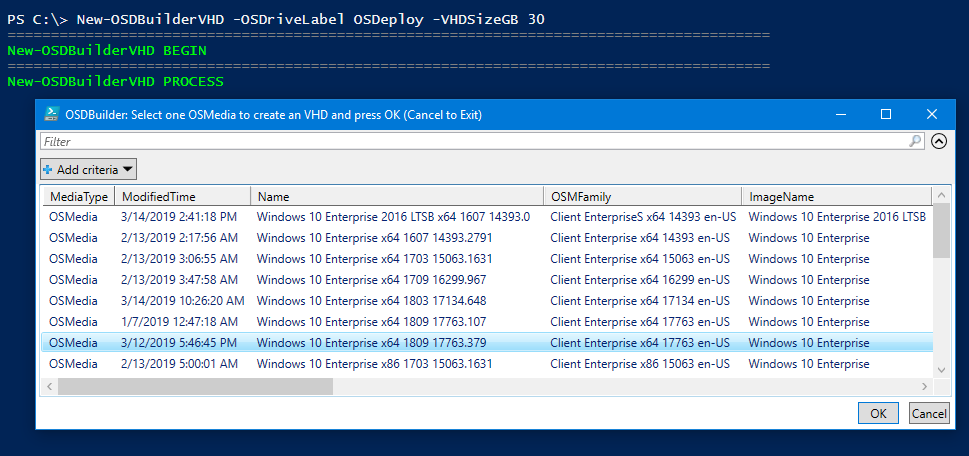 PS C:\> New-OSDBuilderVHD -OSDriveLabel OSDeploy -VHDSizeGB 30
========================================================================================
New-OSDBuilderVHD BEGIN
========================================================================================
New-OSDBuilderVHD PROCESS
OSDBuilder: Select one OSMedia to create an VHD and press OK (Cancel to Exit)
Filter
Add criteria
MediaType ModifiedTime Name OSMFamily ImageName
OSMedia 3/14/2019 2:41:18 PM Windows 10 Enterprise 2016 LTSB x64 1607 14393.0 Client EnterpriseS x64 14393 en-US Windows 10 Enterprise 2016 LTSB
OSMedia 2/13/2019 2:17:56 AM Windows 10 Enterprise x64 1607 14393.2791 Client Enterprise x64 14393 en-US Windows 10 Enterprise
OSMedia 2/13/2019 3:06:55 AM Windows 10 Enterprise x64 1703 15063.1631 Client Enterprise x64 15063 en-US Windows 10 Enterprise
OSMedia 2/13/2019 3:47:58 AM Windows 10 Enterprise x64 1709 16299.967 Client Enterprise x64 16299 en-US Windows 10 Enterprise
OSMedia 3/14/2019 10:26:20 AM Windows 10 Enterprise x64 1803 17134.648 Client Enterprise x64 17134 en-US Windows 10 Enterprise
OSMedia 1/7/2019 12:47:18 AM Windows 10 Enterprise x64 1809 17763.107 Client Enterprise x64 17763 en-US Windows 10 Enterprise
OSMedia 3/12/2019 5:46:45 PM Windows 10 Enterprise x64 1809 17763.379 Client Enterprise x64 17763 en-US Windows 10 Enterprise
OSMedia 2/13/2019 5:00:01 AM Windows 10 Enterprise x86 1703 15063.1631 Client Enterprise x86 15063 en-US Windows 10 Enterprise
OK Cancel